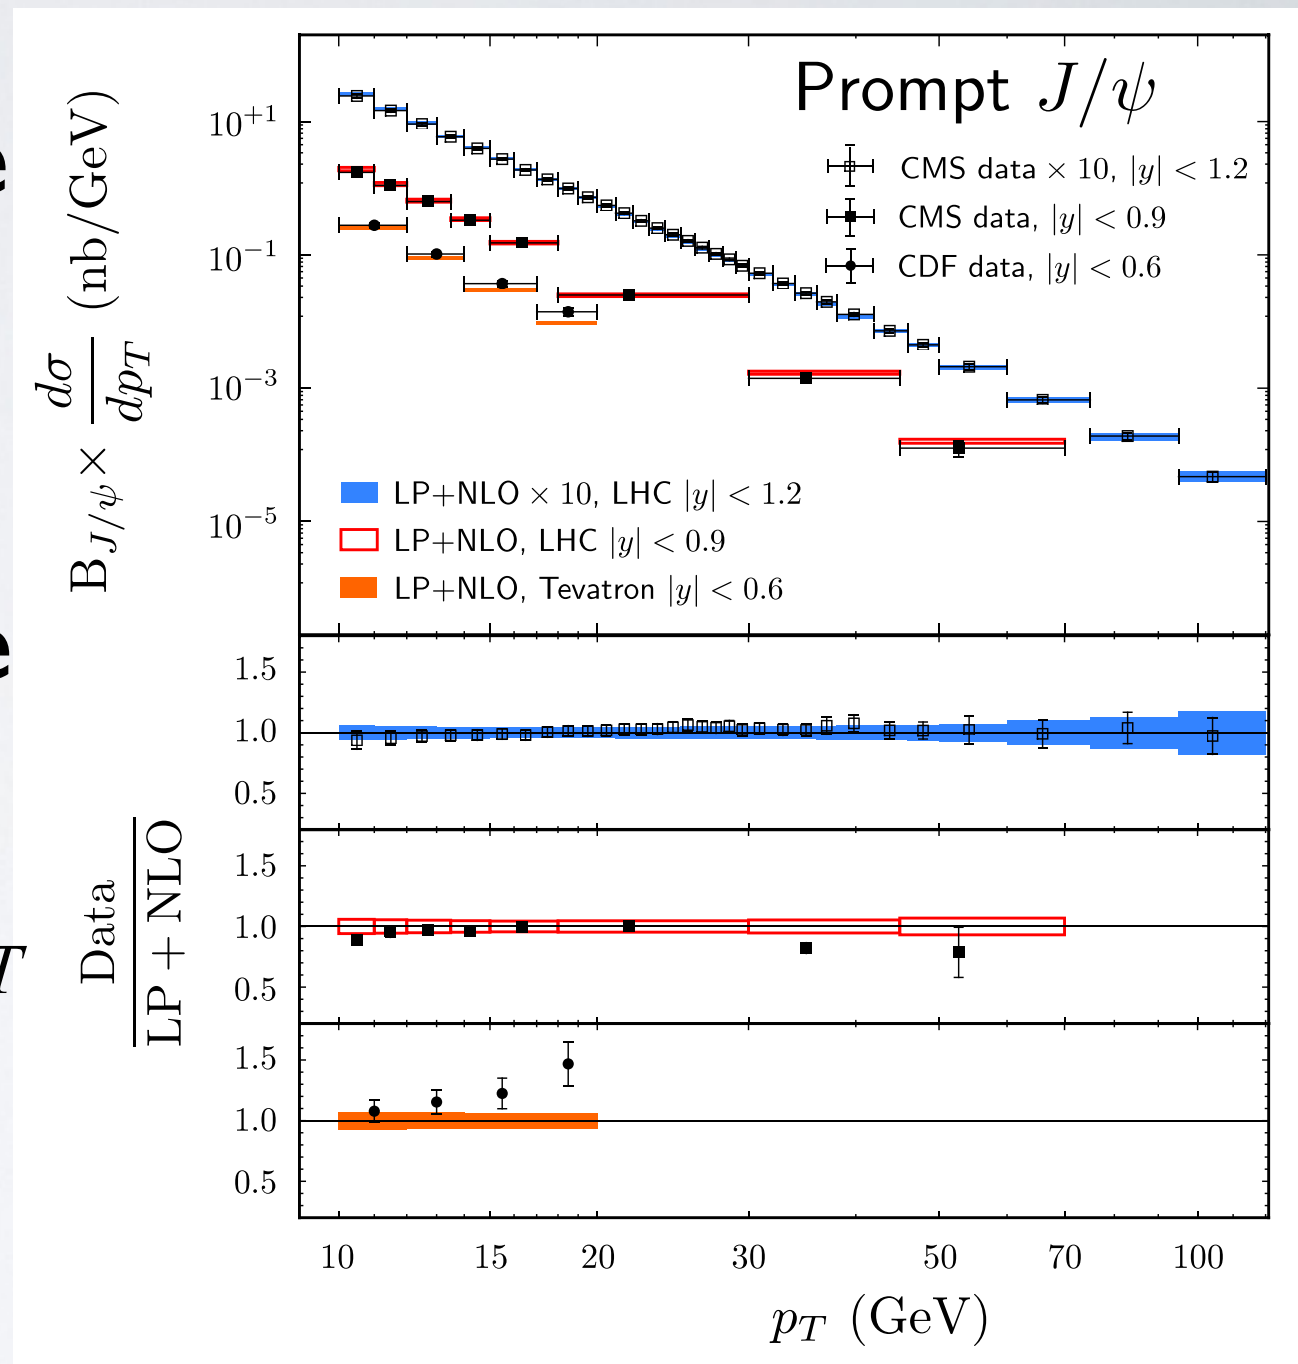 e
e
T
Prompt J/ψ
CMS data × 10, |y| < 1.2
CMS data, |y| < 0.9
CDF data, |y| < 0.6
B_{J/ψ} × dσ/dp_T (nb/GeV)
10^{+1}
10^{−1}
10^{−3}
10^{−5}
LP+NLO × 10, LHC |y| < 1.2
LP+NLO, LHC |y| < 0.9
LP+NLO, Tevatron |y| < 0.6
Data
LP + NLO
1.5
1.0
0.5
1.5
1.0
0.5
1.5
1.0
0.5
10 15 20 30 50 70 100
p_T (GeV)